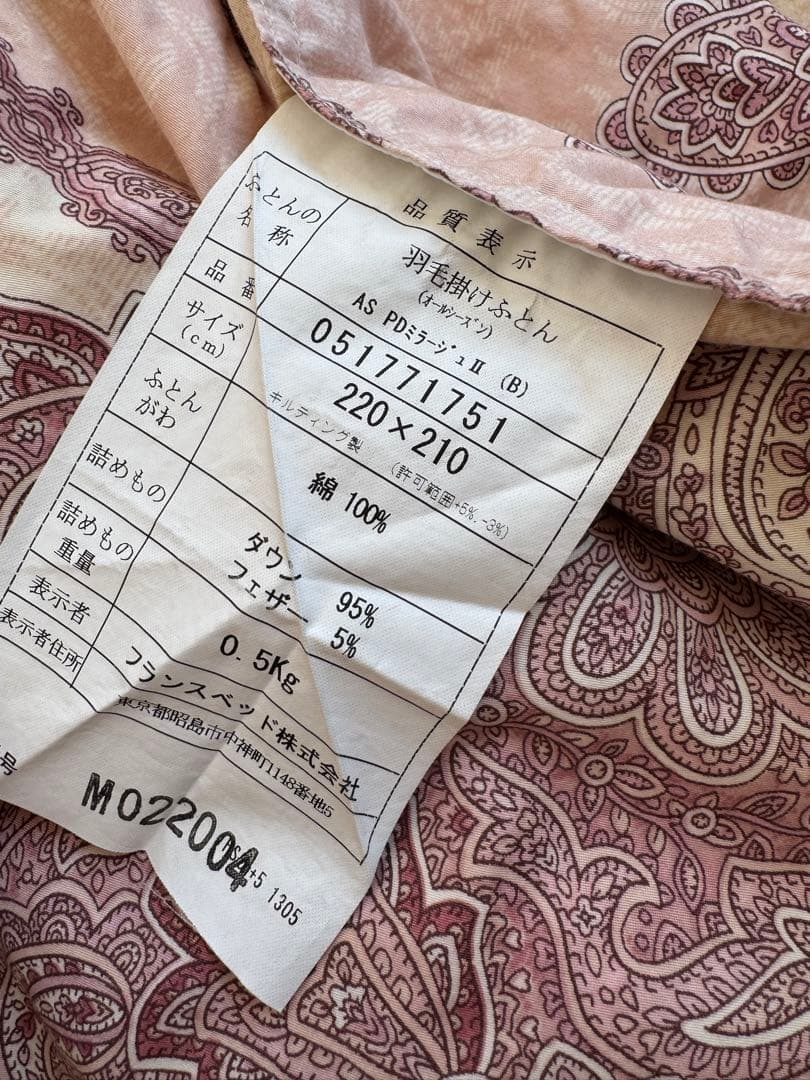 品質表示
ふとんの名称
羽毛掛けふとん
(オールシーズン)
AS PDミラージュⅡ (B)
品番
051771751
サイズ(cm)
220×210
キルティング製 (許可範囲+5%,-3%)
ふとんがわ
綿 100%
詰めもの
ダウン 95%
フェザー 5%
詰めもの重量
0.5Kg
表示者
フランスベッド株式会社
表示者住所
東京都昭島市中神町1148番地5
号
M022004
+5 1305